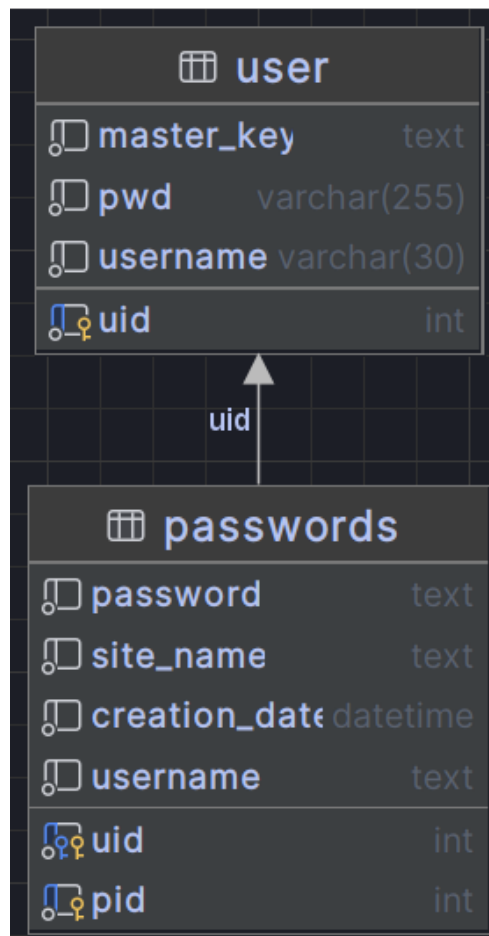 user
master_key text
pwd varchar(255)
username varchar(30)
uid int
uid
passwords
password text
site_name text
creation_date datetime
username text
uid int
pid int